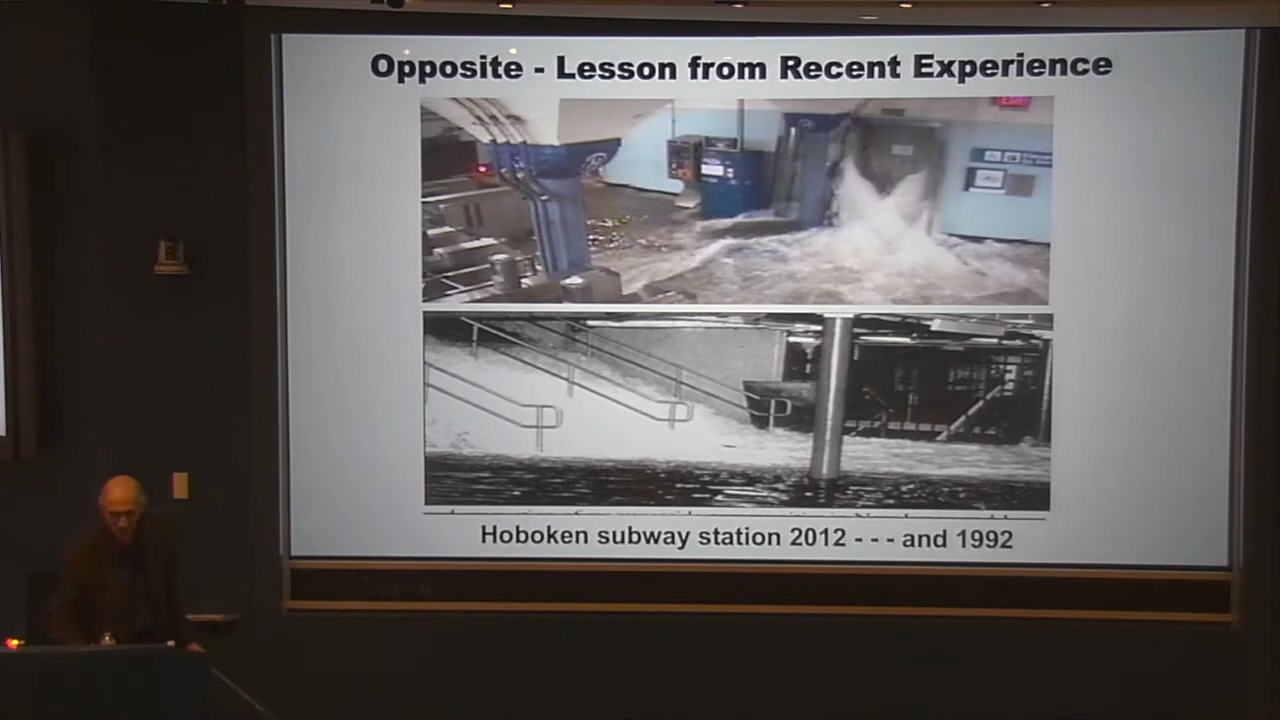 Opposite - Lesson from Recent Experience
Hoboken subway station 2012 - - - and 1992